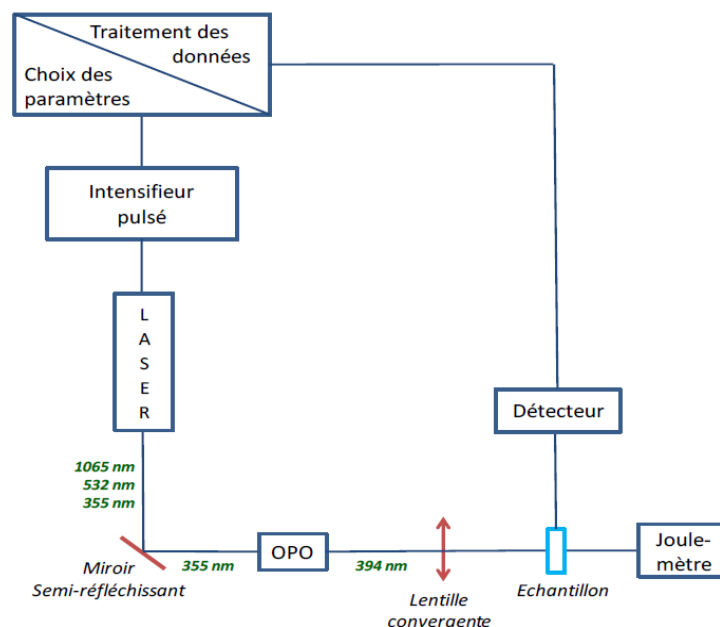 Traitement des
données
Choix des
paramètres
Intensifieur
pulsé
L
A
S
E
R
Détecteur
1065 nm
532 nm
355 nm
Miroir
Semi-réfléchissant
355 nm
OPO
394 nm
Lentille
convergente
Echantillon
Joule-
mètre